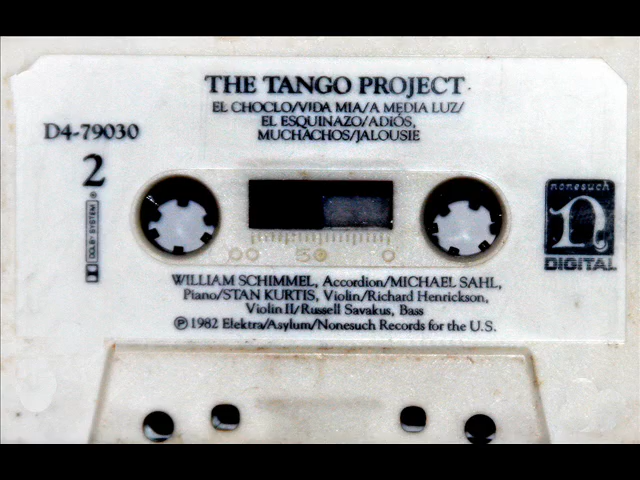 THE TANGO PROJECT
EL CHOCLO/VIDA MIA/A MEDIA LUZ/
EL ESQUINAZO/ADIÓS,
MUCHACHOS/JALOUSIE
D4-79030
2
DOLBY SYSTEM
nonesuch
n
DIGITAL
00 50 0
WILLIAM SCHIMMEL, Accordion/MICHAEL SAHL,
Piano/STAN KURTIS, Violin/Richard Henrickson,
Violin II/Russell Savakus, Bass
℗ 1982 Elektra/Asylum/Nonesuch Records for the U.S.